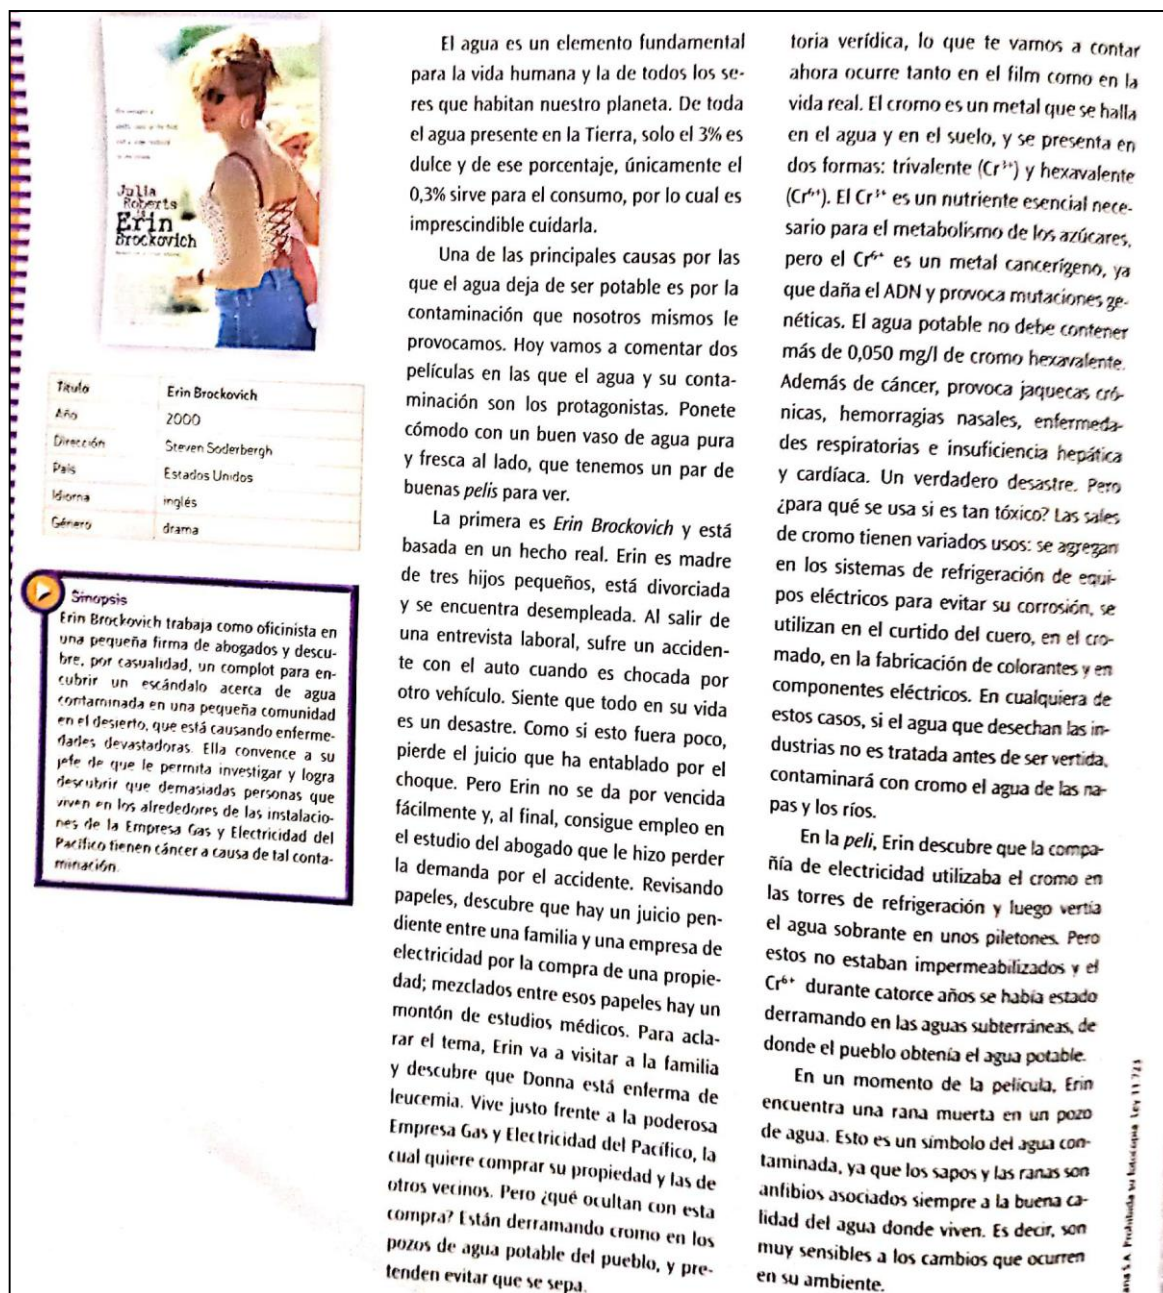 Julia
Roberts
is
Erin
Brockovich
Título Erin Brockovich
Año 2000
Dirección Steven Soderbergh
País Estados Unidos
Idioma inglés
Género drama
Sinopsis
Erin Brockovich trabaja como oficinista en
una pequeña firma de abogados y descu-
bre, por casualidad, un complot para en-
cubrir un escándalo acerca de agua
contaminada en una pequeña comunidad
en el desierto, que está causando enferme-
dades devastadoras. Ella convence a su
jefe de que le permita investigar y logra
descubrir que demasiadas personas que
viven en los alrededores de las instalacio-
nes de la Empresa Gas y Electricidad del
Pacífico tienen cáncer a causa de tal conta-
minación.
El agua es un elemento fundamental
para la vida humana y la de todos los se-
res que habitan nuestro planeta. De toda
el agua presente en la Tierra, solo el 3% es
dulce y de ese porcentaje, únicamente el
0,3% sirve para el consumo, por lo cual es
imprescindible cuidarla.
Una de las principales causas por las
que el agua deja de ser potable es por la
contaminación que nosotros mismos le
provocamos. Hoy vamos a comentar dos
películas en las que el agua y su conta-
minación son los protagonistas. Ponete
cómodo con un buen vaso de agua pura
y fresca al lado, que tenemos un par de
buenas pelis para ver.
La primera es Erin Brockovich y está
basada en un hecho real. Erin es madre
de tres hijos pequeños, está divorciada
y se encuentra desempleada. Al salir de
una entrevista laboral, sufre un acciden-
te con el auto cuando es chocada por
otro vehículo. Siente que todo en su vida
es un desastre. Como si esto fuera poco,
pierde el juicio que ha entablado por el
choque. Pero Erin no se da por vencida
fácilmente y, al final, consigue empleo en
el estudio del abogado que le hizo perder
la demanda por el accidente. Revisando
papeles, descubre que hay un juicio pen-
diente entre una familia y una empresa de
electricidad por la compra de una propie-
dad; mezclados entre esos papeles hay un
montón de estudios médicos. Para acla-
rar el tema, Erin va a visitar a la familia
y descubre que Donna está enferma de
leucemia. Vive justo frente a la poderosa
Empresa Gas y Electricidad del Pacífico, la
cual quiere comprar su propiedad y las de
otros vecinos. Pero ¿qué ocultan con esta
compra? Están derramando cromo en los
pozos de agua potable del pueblo, y pre-
tenden evitar que se sepa.
toria verídica, lo que te vamos a contar
ahora ocurre tanto en el film como en la
vida real. El cromo es un metal que se halla
en el agua y en el suelo, y se presenta en
dos formas: trivalente (Cr³⁺) y hexavalente
(Cr⁶⁺). El Cr³⁺ es un nutriente esencial nece-
sario para el metabolismo de los azúcares,
pero el Cr⁶⁺ es un metal cancerígeno, ya
que daña el ADN y provoca mutaciones ge-
néticas. El agua potable no debe contener
más de 0,050 mg/l de cromo hexavalente.
Además de cáncer, provoca jaquecas cró-
nicas, hemorragias nasales, enfermeda-
des respiratorias e insuficiencia hepática
y cardíaca. Un verdadero desastre. Pero
¿para qué se usa si es tan tóxico? Las sales
de cromo tienen variados usos: se agregan
en los sistemas de refrigeración de equi-
pos eléctricos para evitar su corrosión, se
utilizan en el curtido del cuero, en el cro-
mado, en la fabricación de colorantes y en
componentes eléctricos. En cualquiera de
estos casos, si el agua que desechan las in-
dustrias no es tratada antes de ser vertida,
contaminará con cromo el agua de las na-
pas y los ríos.
En la peli, Erin descubre que la compa-
ñía de electricidad utilizaba el cromo en
las torres de refrigeración y luego vertía
el agua sobrante en unos piletones. Pero
estos no estaban impermeabilizados y el
Cr⁶⁺ durante catorce años se había estado
derramando en las aguas subterráneas, de
donde el pueblo obtenía el agua potable.
En un momento de la película, Erin
encuentra una rana muerta en un pozo
de agua. Esto es un símbolo del agua con-
taminada, ya que los sapos y las ranas son
anfibios asociados siempre a la buena ca-
lidad del agua donde viven. Es decir, son
muy sensibles a los cambios que ocurren
en su ambiente.
ana S.A. Prohibida su fotocopia. Ley 11.723